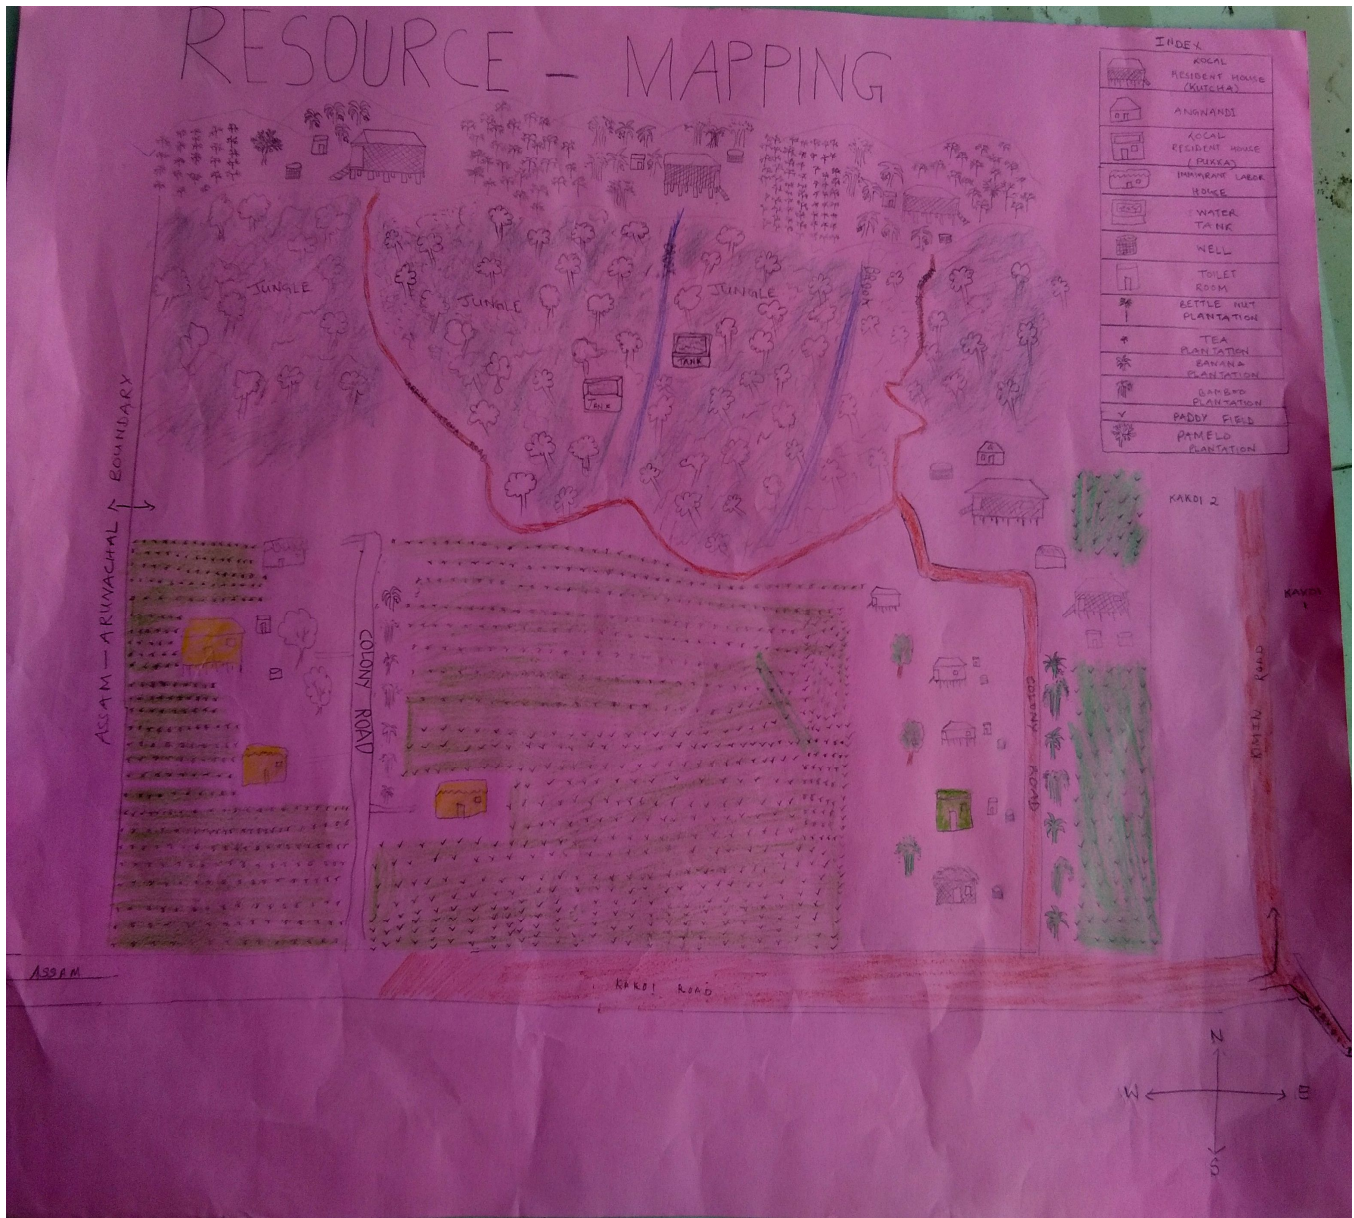 RESOURCE - MAPPING
INDEX
LOCAL
RESIDENT HOUSE
(KUTCHA)
ANGWANDI
LOCAL
RESIDENT HOUSE
(PUKKA)
IMMIGRANT LABOR
HOUSE
WATER
TANK
WELL
TOILET
ROOM
BETTLE NUT
PLANTATION
TEA
PLANTATION
BANANA
PLANTATION
BAMBOO
PLANTATION
PADDY FIELD
PAMELO
PLANTATION
JUNGLE
JUNGLE
JUNGLE
TANK
TANK
ASSAM - ARUNACHAL BOUNDARY
KAKOI 2
KAKOI
1
COLONY ROAD
COLONY ROAD
KIMIN ROAD
ASSAM
KAKOI ROAD
N
W E
S